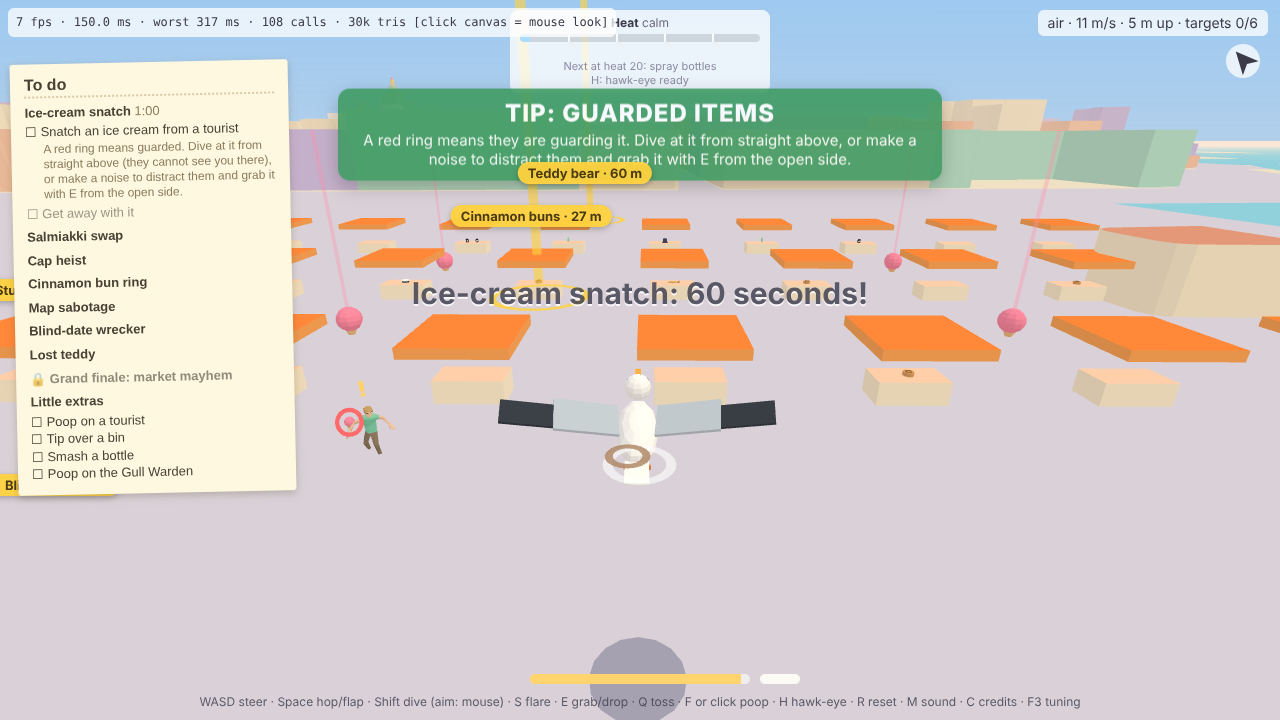 7 fps · 150.0 ms · worst 317 ms · 108 calls · 30k tris [click canvas = mouse look]
Heat calm
Next at heat 20: spray bottles
H: hawk-eye ready
air · 11 m/s · 5 m up · targets 0/6
TIP: GUARDED ITEMS
A red ring means they are guarding it. Dive at it from straight above, or make a
noise to distract them and grab it with E from the open side.
Teddy bear · 60 m
Cinnamon buns · 27 m
Ice-cream snatch: 60 seconds!
To do
Ice-cream snatch 1:00
☐ Snatch an ice cream from a tourist
A red ring means guarded. Dive at it from
straight above (they cannot see you there),
or make a noise to distract them and grab it
with E from the open side.
☐ Get away with it
Salmiakki swap
Cap heist
Cinnamon bun ring
Map sabotage
Blind-date wrecker
Lost teddy
🔒 Grand finale: market mayhem
Little extras
☐ Poop on a tourist
☐ Tip over a bin
☐ Smash a bottle
☐ Poop on the Gull Warden
WASD steer · Space hop/flap · Shift dive (aim: mouse) · S flare · E grab/drop · Q toss · F or click poop · H hawk-eye · R reset · M sound · C credits · F3 tuning